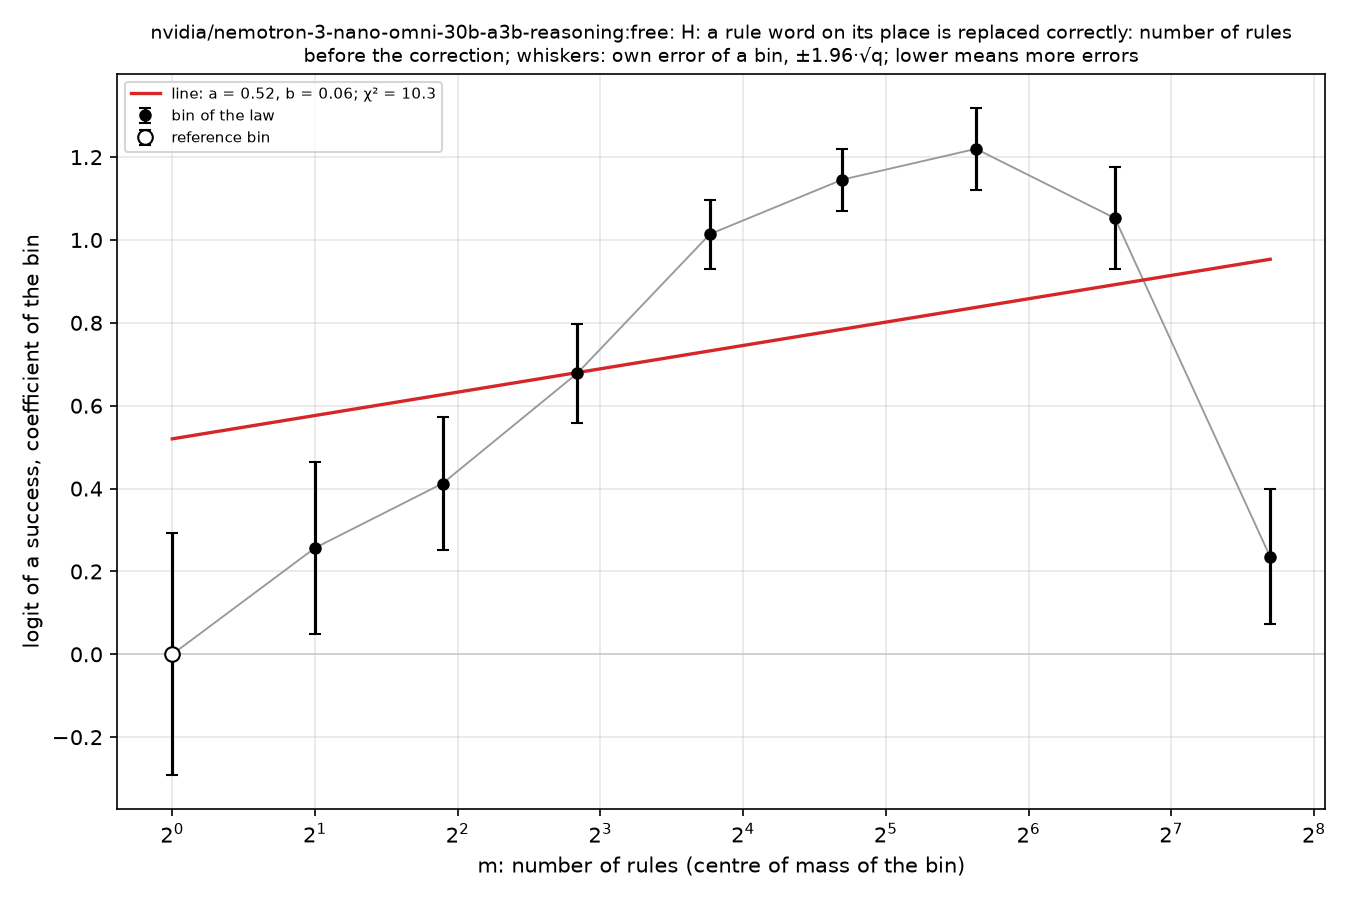 nvidia/nemotron-3-nano-omni-30b-a3b-reasoning:free: H: a rule word on its place is replaced correctly: number of rules
before the correction; whiskers: own error of a bin, ±1.96·√q; lower means more errors
line: a = 0.52, b = 0.06; χ² = 10.3
bin of the law
reference bin
logit of a success, coefficient of the bin
1.2
1.0
0.8
0.6
0.4
0.2
0.0
−0.2
2⁰ 2¹ 2² 2³ 2⁴ 2⁵ 2⁶ 2⁷ 2⁸
m: number of rules (centre of mass of the bin)